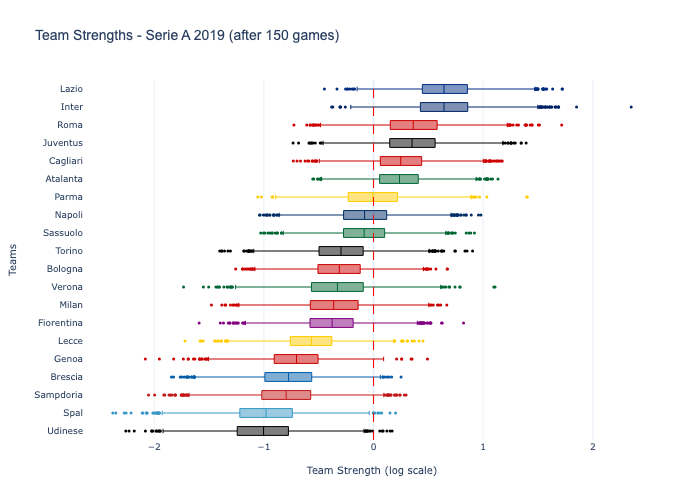 Team Strengths - Serie A 2019 (after 150 games)
Lazio
Inter
Roma
Juventus
Cagliari
Atalanta
Parma
Napoli
Sassuolo
Torino
Bologna
Verona
Milan
Fiorentina
Lecce
Genoa
Brescia
Sampdoria
Spal
Udinese
Teams
−2
−1
0
1
2
Team Strength (log scale)